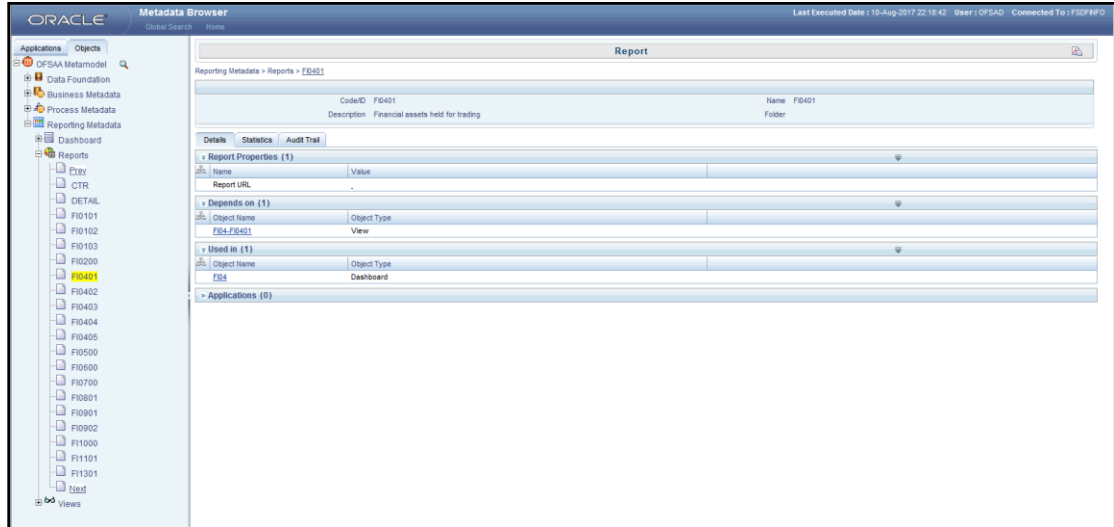 ORACLE Metadata Browser Last Executed Date : 10-Aug-2017 22:18:42 User : OFSAD Connected To : FSDFINFO
Global Search Home
Applications Objects
OFSAA Metamodel
Data Foundation
Business Metadata
Process Metadata
Reporting Metadata
Dashboard
Reports
Prev
CTR
DETAIL
FI0101
FI0102
FI0103
FI0200
FI0401
FI0402
FI0403
FI0404
FI0405
FI0500
FI0600
FI0700
FI0801
FI0901
FI0902
FI1000
FI1101
FI1301
Next
Views
Report
Reporting Metadata > Reports > FI0401
Code/ID FI0401 Name FI0401
Description Financial assets held for trading Folder
Details Statistics Audit Trail
Report Properties (1)
Name Value
Report URL
Depends on (1)
Object Name Object Type
FI04-FI0401 View
Used in (1)
Object Name Object Type
FI04 Dashboard
Applications (0)